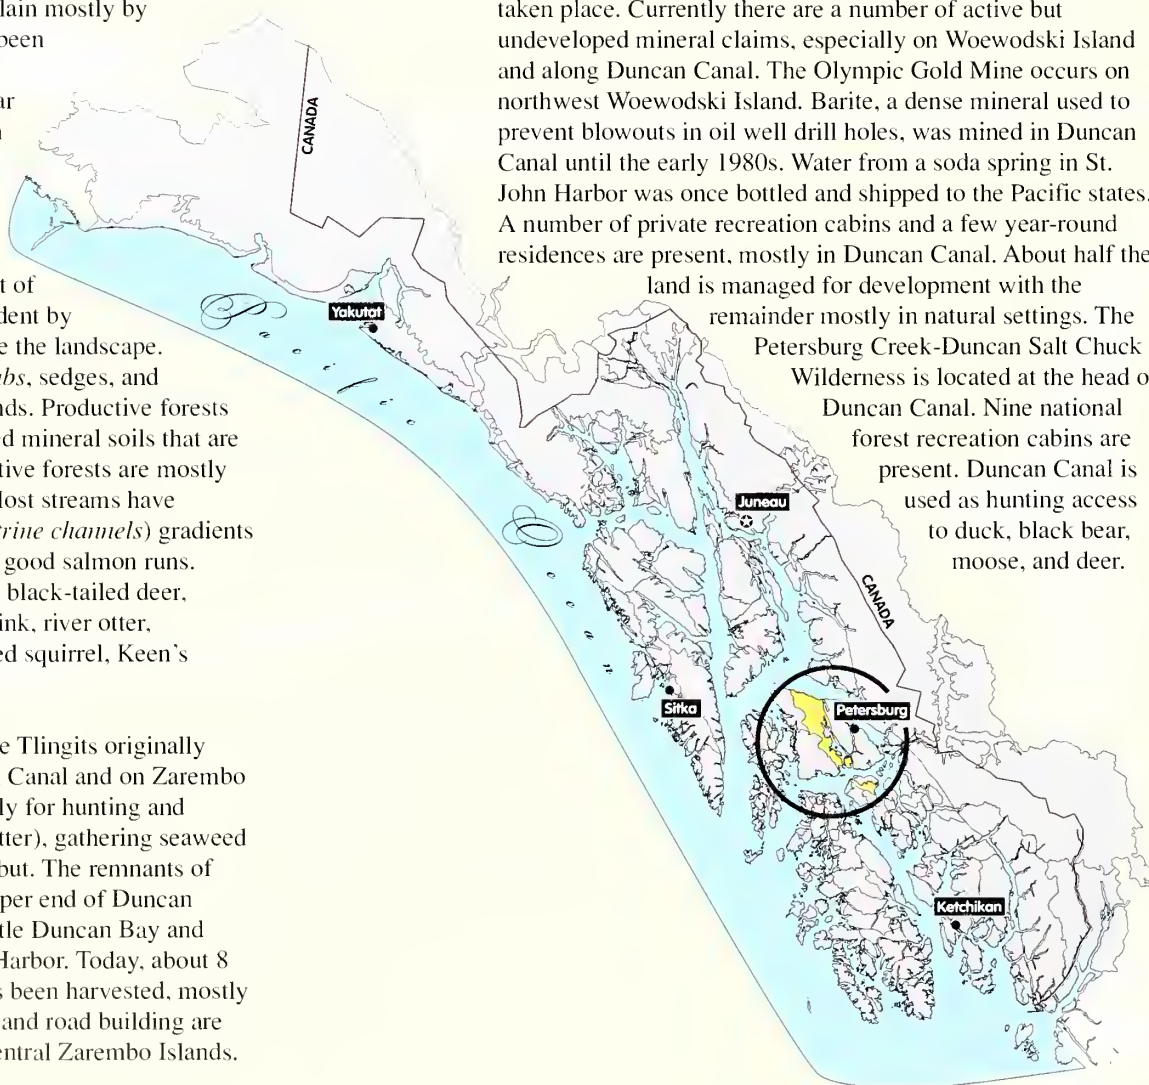 lain mostly by
been
ar
t of
dent by
e the landscape.
bs, sedges, and
nds. Productive forests
ed mineral soils that are
tive forests are mostly
lost streams have
trine channels) gradients
good salmon runs.
black-tailed deer,
ink, river otter,
ed squirrel, Keen's
e Tlingits originally
Canal and on Zarembo
ly for hunting and
tter), gathering seaweed
but. The remnants of
per end of Duncan
tle Duncan Bay and
Harbor. Today, about 8
s been harvested, mostly
and road building are
entral Zarembo Islands.
taken place. Currently there are a number of active but
undeveloped mineral claims, especially on Woewodski Island
and along Duncan Canal. The Olympic Gold Mine occurs on
northwest Woewodski Island. Barite, a dense mineral used to
prevent blowouts in oil well drill holes, was mined in Duncan
Canal until the early 1980s. Water from a soda spring in St.
John Harbor was once bottled and shipped to the Pacific states.
A number of private recreation cabins and a few year-round
residences are present, mostly in Duncan Canal. About half the
land is managed for development with the
remainder mostly in natural settings. The
Petersburg Creek-Duncan Salt Chuck
Wilderness is located at the head o
Duncan Canal. Nine national
forest recreation cabins are
present. Duncan Canal is
used as hunting access
to duck, black bear,
moose, and deer.
CANADA
Yakutat
Pacific
Ocean
Juneau
CANADA
Sitka
Petersburg
Ketchikan